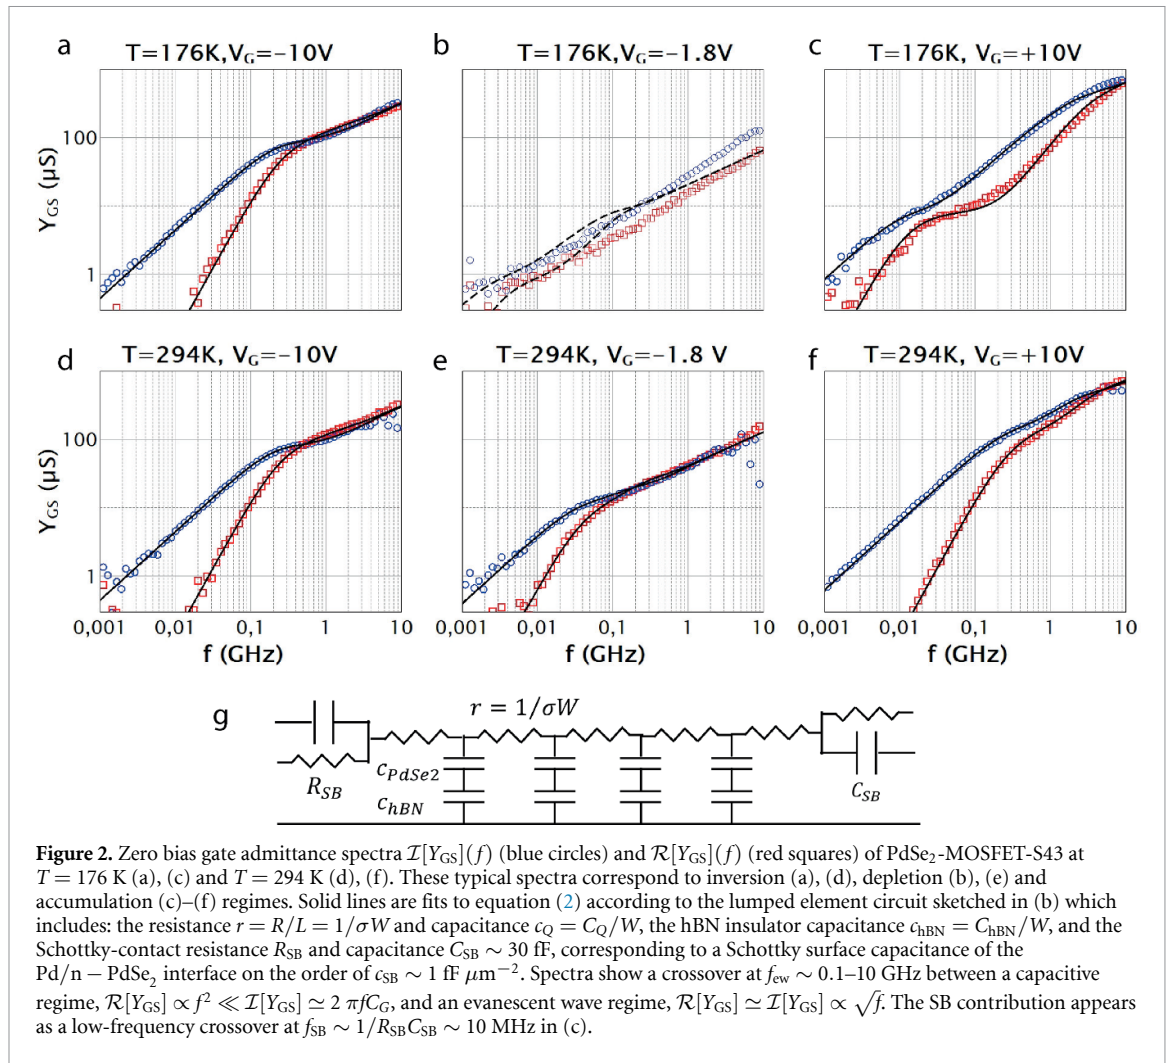 a
T=176K,V_G=−10V
b
T=176K,V_G=−1.8V
c
T=176K, V_G=+10V
Y_GS (µS)
100
1
d
T=294K, V_G=−10V
e
T=294K, V_G=−1.8 V
f
T=294K, V_G=+10V
Y_GS (µS)
100
1
0,001 0,01 0,1 1 10
0,001 0,01 0,1 1 10
0,001 0,01 0,1 1 10
f (GHz)
f (GHz)
f (GHz)
g
r = 1/σW
R_SB
c_PdSe2
c_hBN
C_SB
Figure 2. Zero bias gate admittance spectra ℐ[Y_GS](f) (blue circles) and ℛ[Y_GS](f) (red squares) of PdSe₂-MOSFET-S43 at
T = 176 K (a), (c) and T = 294 K (d), (f). These typical spectra correspond to inversion (a), (d), depletion (b), (e) and
accumulation (c)–(f) regimes. Solid lines are fits to equation (2) according to the lumped element circuit sketched in (b) which
includes: the resistance r = R/L = 1/σW and capacitance c_Q = C_Q/W, the hBN insulator capacitance c_hBN = C_hBN/W, and the
Schottky-contact resistance R_SB and capacitance C_SB ∼ 30 fF, corresponding to a Schottky surface capacitance of the
Pd/n − PdSe₂ interface on the order of c_SB ∼ 1 fF µm⁻². Spectra show a crossover at f_ew ∼ 0.1–10 GHz between a capacitive
regime, ℛ[Y_GS] ∝ f² ≪ ℐ[Y_GS] ≃ 2 πfC_G, and an evanescent wave regime, ℛ[Y_GS] ≃ ℐ[Y_GS] ∝ √f. The SB contribution appears
as a low-frequency crossover at f_SB ∼ 1/R_SBC_SB ∼ 10 MHz in (c).